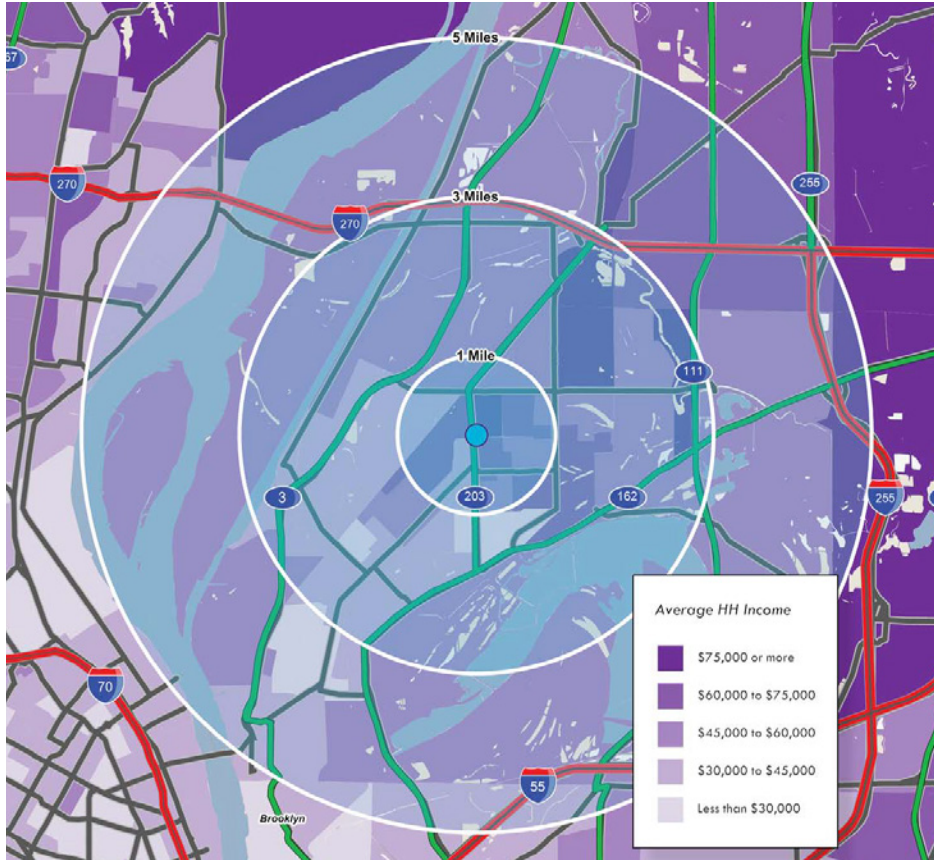 5 Miles
67
255
270
3 Miles
270
1 Mile
111
3
203
162
255
Average HH Income
$75,000 or more
$60,000 to $75,000
$45,000 to $60,000
$30,000 to $45,000
Less than $30,000
70
55
Brooklyn